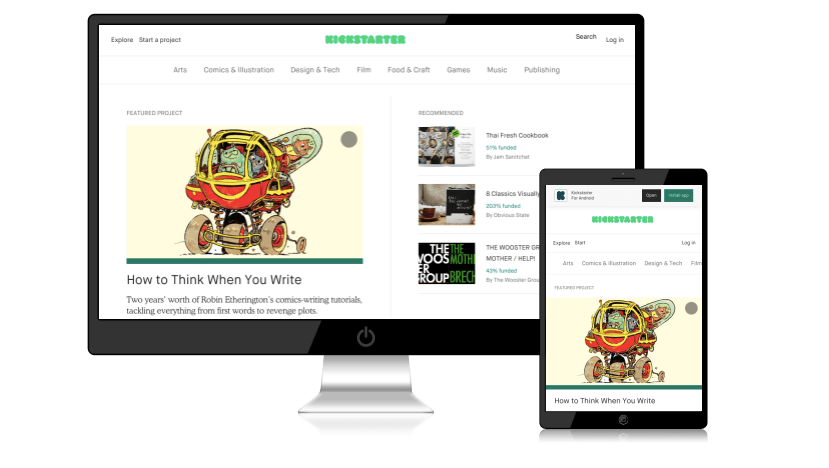 Explore Start a project
KICKSTARTER
Search
Log in
Arts Comics & Illustration Design & Tech Film Food & Craft Games Music Publishing
FEATURED PROJECT
How to Think When You Write
Two years' worth of Robin Etherington's comics-writing tutorials,
tackling everything from first words to revenge plots.
RECOMMENDED
Thai Fresh Cookbook
51% funded
By Jam Sanitchat
8 Classics Visually
203% funded
By Obvious State
THE WOOSTER GR
MOTHER / HELP!
43% funded
By The Wooster Group
THE
WOOS
ER
GROUP
THE
MOTH
BRECH
Kickstarter
For Android
Open
Install app
KICKSTARTER
Explore Start
Log in
Arts Comics & Illustration Design & Tech Film
FEATURED PROJECT
How to Think When You Write